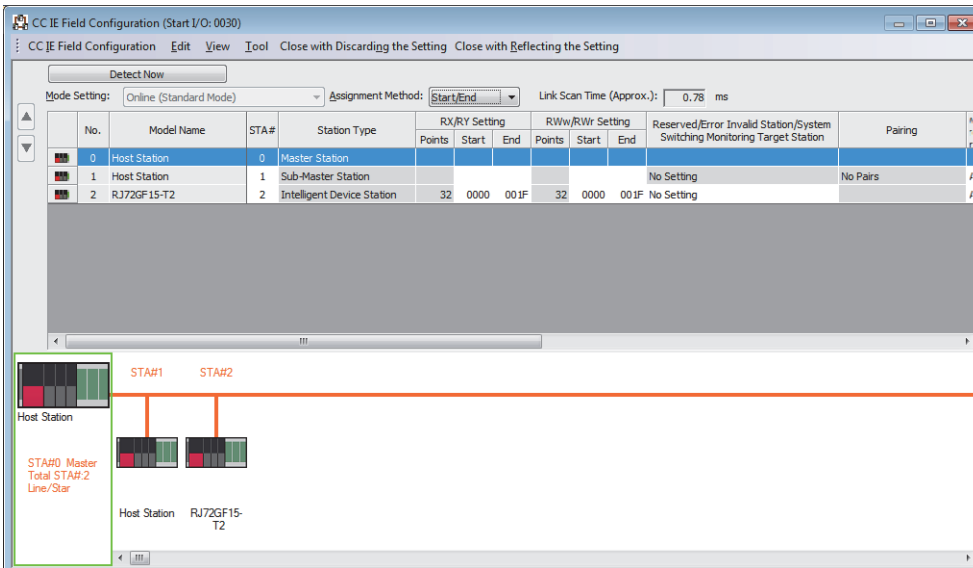 CC IE Field Configuration (Start I/O: 0030)
CC IE Field Configuration Edit View Tool Close with Discarding the Setting Close with Reflecting the Setting
Detect Now
Mode Setting: Online (Standard Mode) Assignment Method: Start/End Link Scan Time (Approx.): 0.78 ms
No. Model Name STA# Station Type RX/RY Setting RWw/RWr Setting Reserved/Error Invalid Station/System Switching Monitoring Target Station Pairing
Points Start End Points Start End
0 Host Station 0 Master Station
1 Host Station 1 Sub-Master Station No Setting No Pairs
2 RJ72GF15-T2 2 Intelligent Device Station 32 0000 001F 32 0000 001F No Setting
STA#1 STA#2
Host Station
STA#0 Master
Total STA#:2
Line/Star
Host Station RJ72GF15-
T2